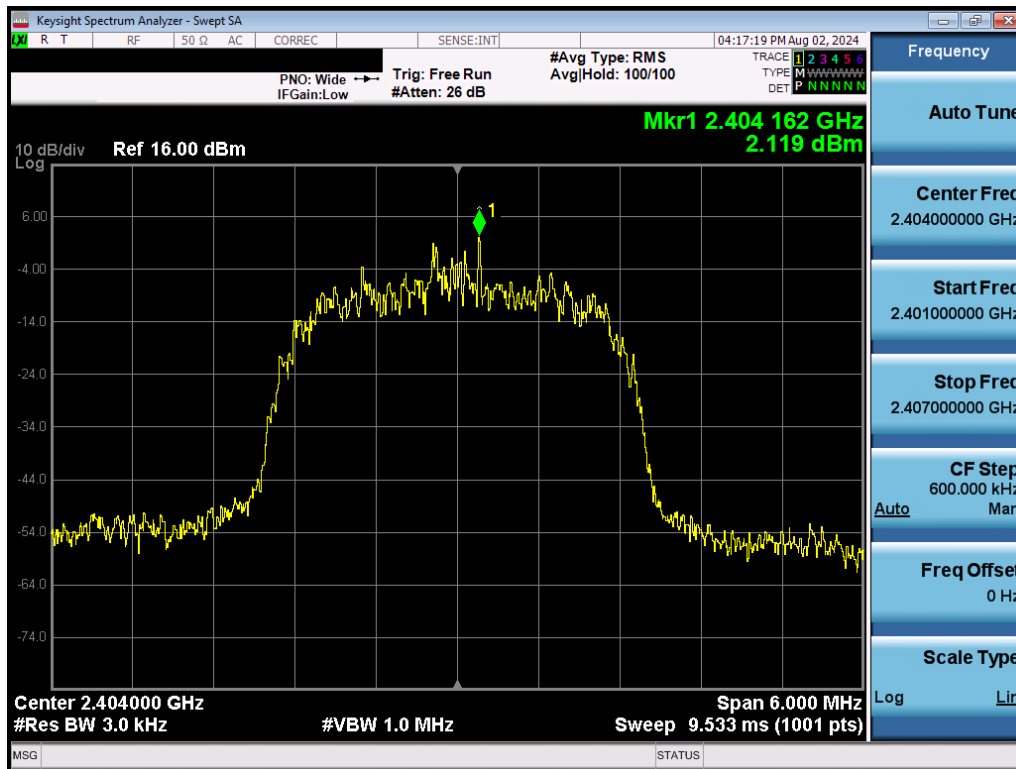 Keysight Spectrum Analyzer - Swept SA
LXI R T RF 50 Ω AC CORREC SENSE:INT 04:17:19 PM Aug 02, 2024
#Avg Type: RMS TRACE 1 2 3 4 5 6
PNO: Wide Trig: Free Run Avg|Hold: 100/100 TYPE M WWWWW
IFGain:Low #Atten: 26 dB DET P N N N N N
Mkr1 2.404 162 GHz
2.119 dBm
10 dB/div Ref 16.00 dBm
Log
1
6.00
-4.00
-14.0
-24.0
-34.0
-44.0
-54.0
-64.0
-74.0
Center 2.404000 GHz Span 6.000 MHz
#Res BW 3.0 kHz #VBW 1.0 MHz Sweep 9.533 ms (1001 pts)
MSG STATUS
Frequency
Auto Tune
Center Freq
2.404000000 GHz
Start Freq
2.401000000 GHz
Stop Freq
2.407000000 GHz
CF Step
600.000 kHz
Auto Man
Freq Offset
0 Hz
Scale Type
Log Lin